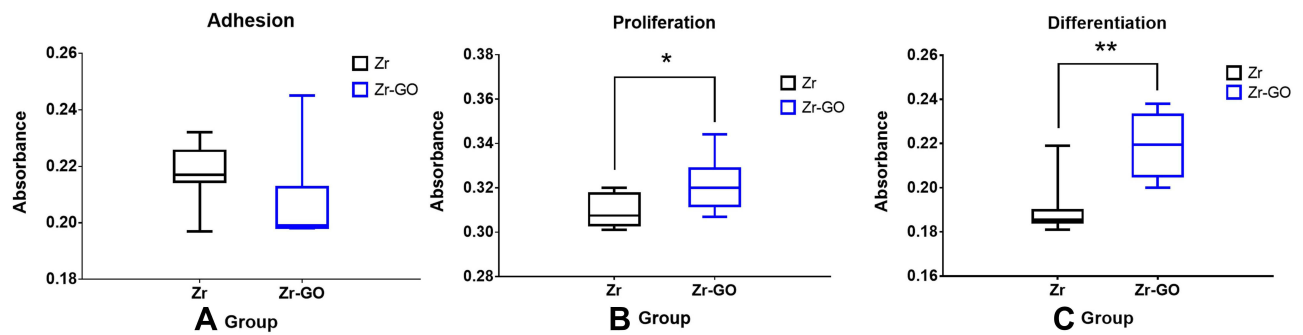 Adhesion
Absorbance
0.26
0.24
0.22
0.20
0.18
Zr
Zr-GO
Zr
Zr-GO
A Group
Proliferation
Absorbance
0.38
0.36
0.34
0.32
0.30
0.28
*
Zr
Zr-GO
Zr
Zr-GO
B Group
Differentiation
Absorbance
0.26
0.24
0.22
0.20
0.18
0.16
**
Zr
Zr-GO
Zr
Zr-GO
C Group